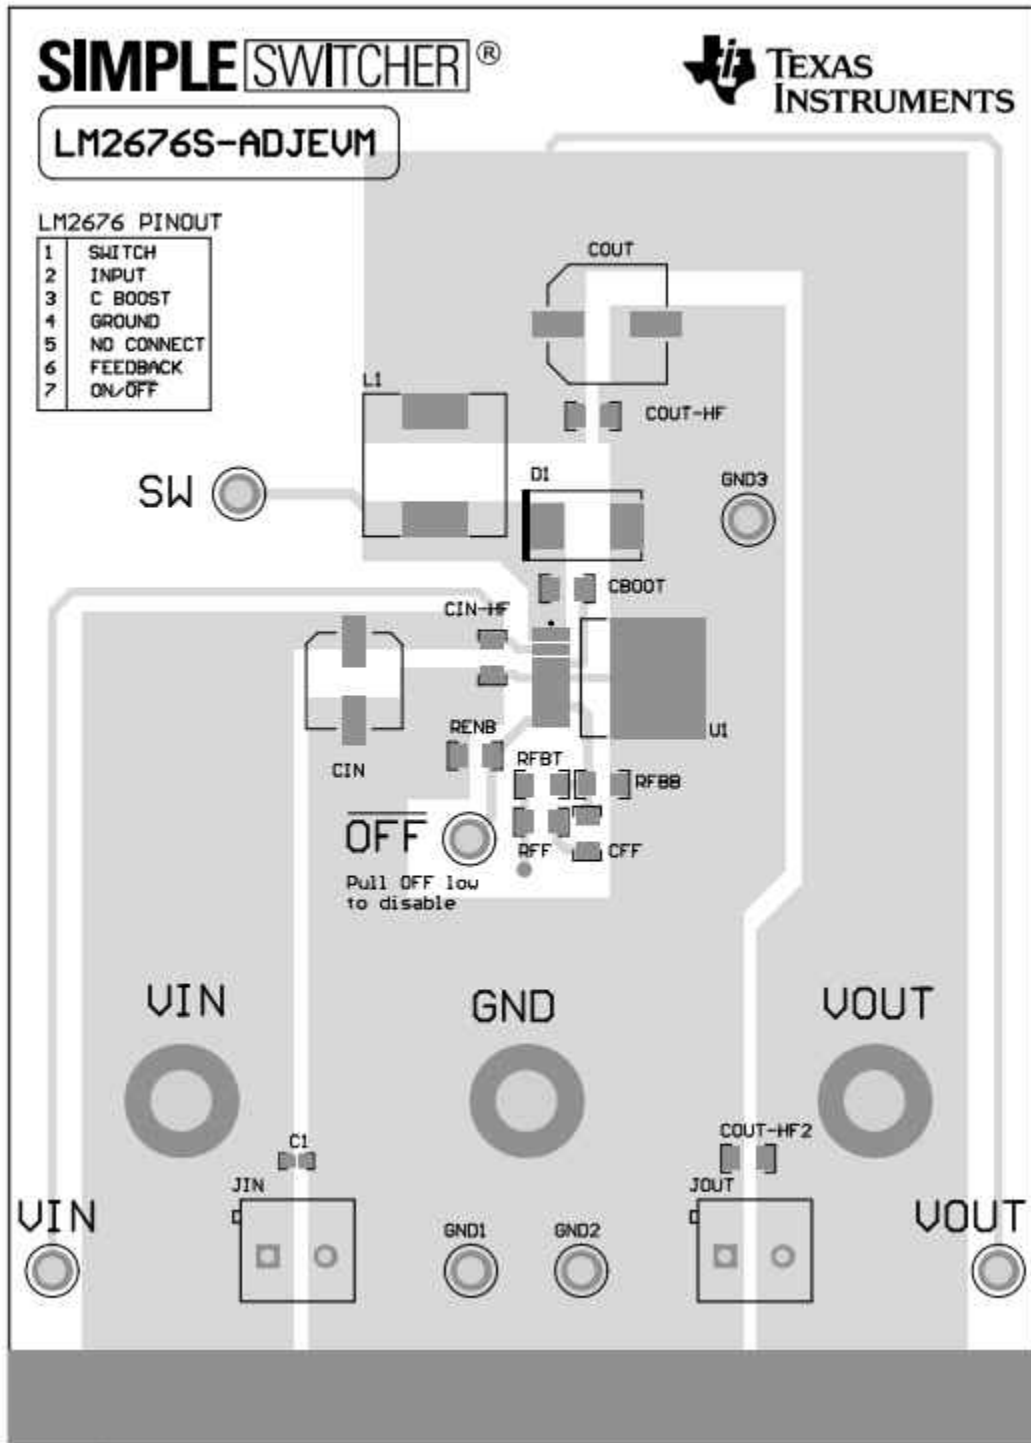 SIMPLE SWITCHER®
TEXAS
INSTRUMENTS
LM2676S-ADJEVM
LM2676 PINOUT
1 SWITCH
2 INPUT
3 C BOOST
4 GROUND
5 NO CONNECT
6 FEEDBACK
7 ON/OFF
COUT
L1
COUT-HF
D1
GND3
SW
CBOOT
CIN-HF
U1
RENB
CIN
RFBT
RFBB
OFF
RFF
CFF
Pull OFF low
to disable
VIN
GND
VOUT
C1
COUT-HF2
JIN
JOUT
VIN
GND1
GND2
VOUT